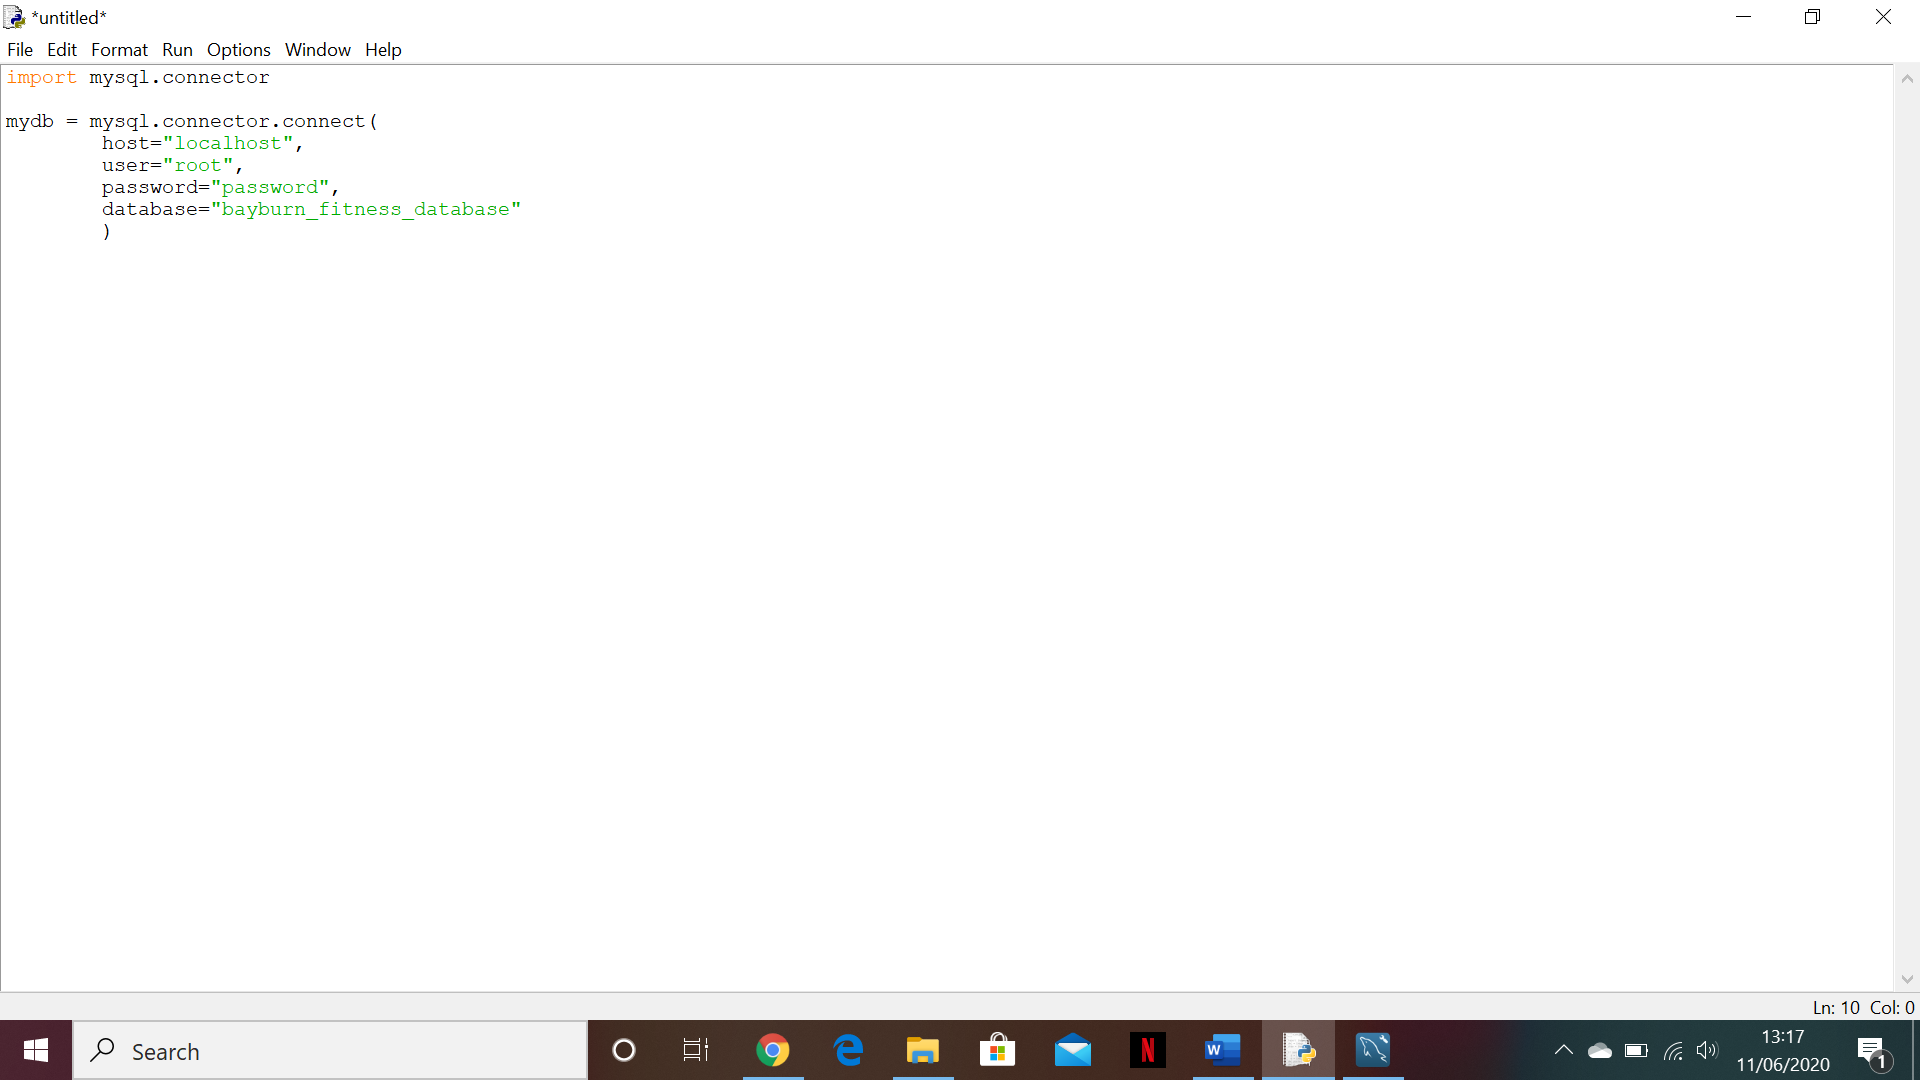 *untitled*
File Edit Format Run Options Window Help
import mysql.connector
mydb = mysql.connector.connect(
host="localhost",
user="root",
password="password",
database="bayburn_fitness_database"
)
Ln: 10 Col: 0
Search
N
W
13:17
11/06/2020
1